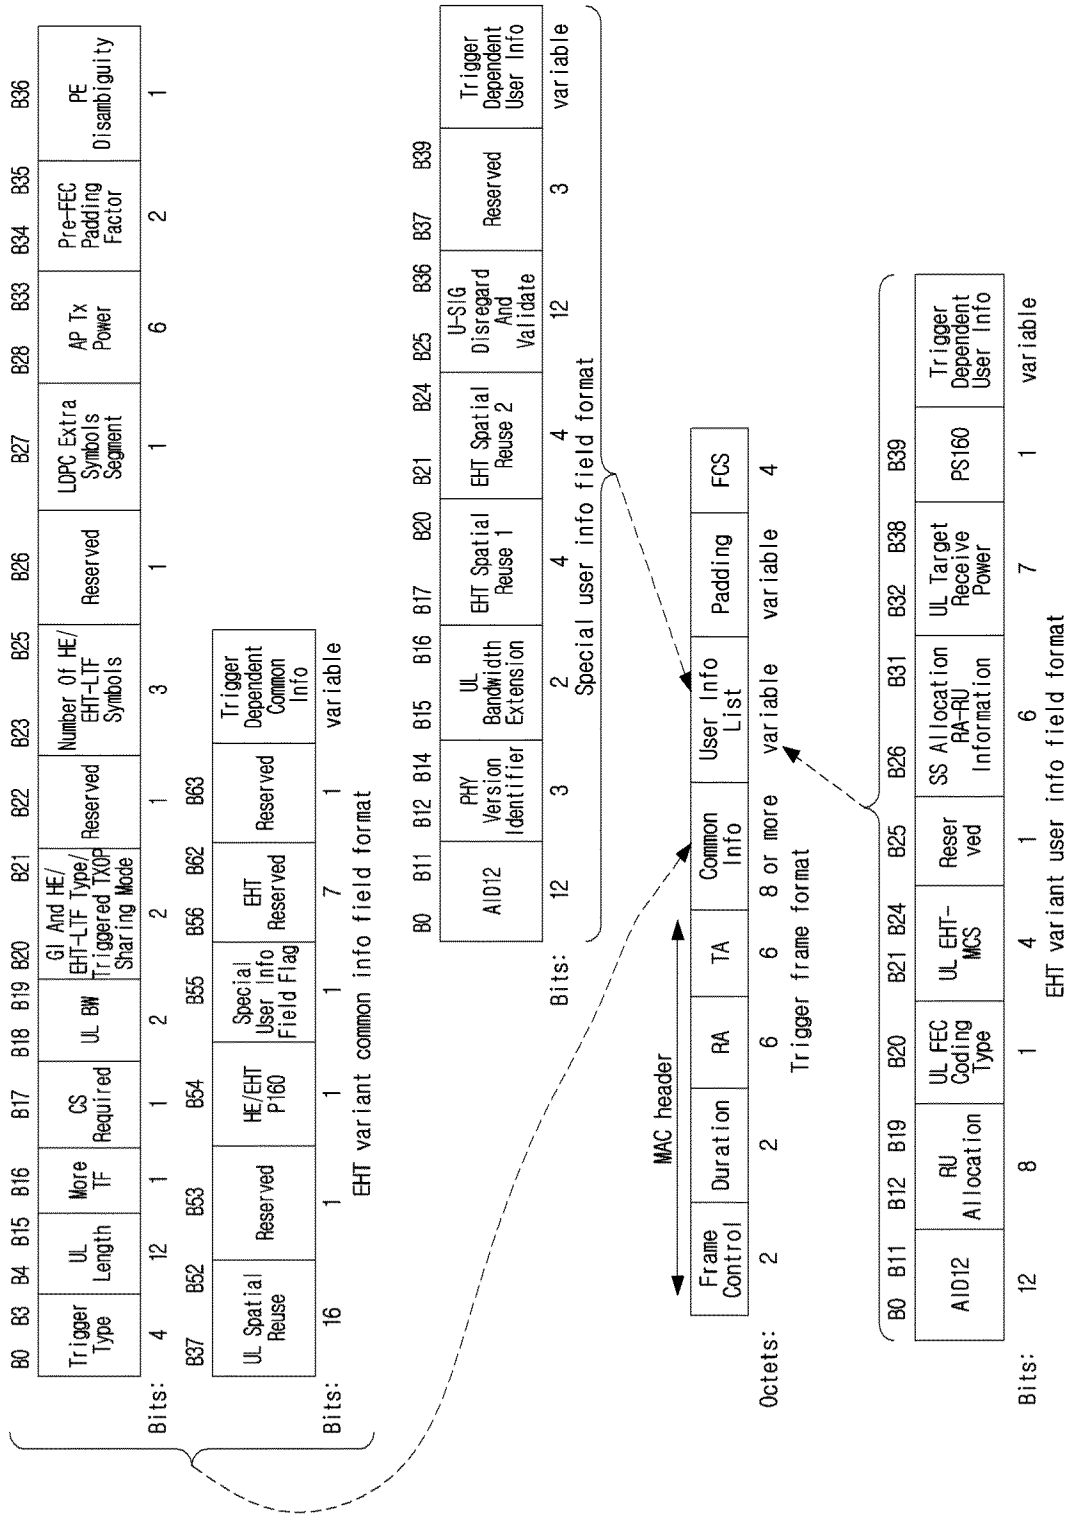 B0 B3 B4 B15 B16 B17 B18 B19 B20 B21 B22 B23 B25 B26 B27 B28 B33 B34 B35 B36
Trigger
Type
UL
Length
More
TF
CS
Required
UL BW
GI And HE/
EHT-LTF Type/
Triggered TXOP
Sharing Mode
Reserved
Number Of HE/
EHT-LTF
Symbols
Reserved
LDPC Extra
Symbols
Segment
AP Tx
Power
Pre-FEC
Padding
Factor
PE
Disambiguity
Bits: 4 12 1 1 2 2 1 3 1 1 6 2 1
B37 B52 B53 B54 B55 B56 B62 B63
UL Spatial
Reuse
Reserved
HE/EHT
P160
Special
User Info
Field Flag
EHT
Reserved
Reserved
Trigger
Dependent
Common
Info
Bits: 16 1 1 1 7 1 variable
EHT variant common info field format
B0 B11 B12 B14 B15 B16 B17 B20 B21 B24 B25 B36 B37 B39
AID12
PHY
Version
Identifier
UL
Bandwidth
Extension
EHT Spatial
Reuse 1
EHT Spatial
Reuse 2
U-SIG
Disregard
And
Validate
Reserved
Trigger
Dependent
User Info
Bits: 12 3 2 4 4 12 3 variable
Special user info field format
MAC header
Frame
Control
Duration
RA
TA
Common
Info
User Info
List
Padding
FCS
Octets: 2 2 6 6 8 or more variable variable 4
Trigger frame format
B0 B11 B12 B19 B20 B21 B24 B25 B26 B31 B32 B38 B39
AID12
RU
Allocation
UL FEC
Coding
Type
UL EHT-
MCS
Reser
ved
SS Allocation
RA-RU
Information
UL Target
Receive
Power
PS160
Trigger
Dependent
User Info
Bits: 12 8 1 4 1 6 7 1 variable
EHT variant user info field format